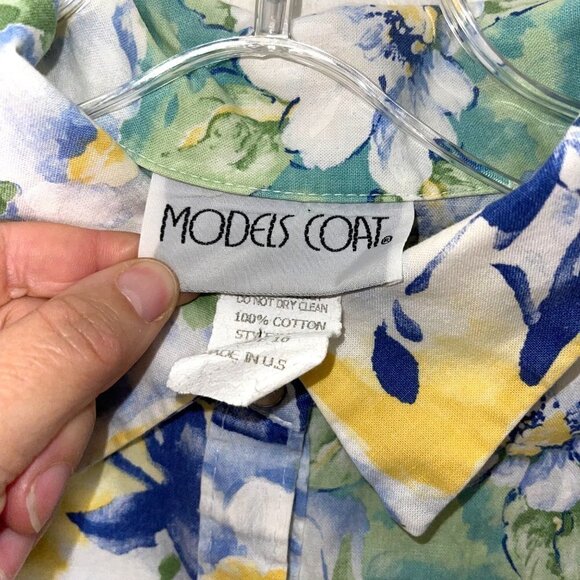 MODELS COAT®
DO NOT DRY CLEAN
100% COTTON
IN U.S